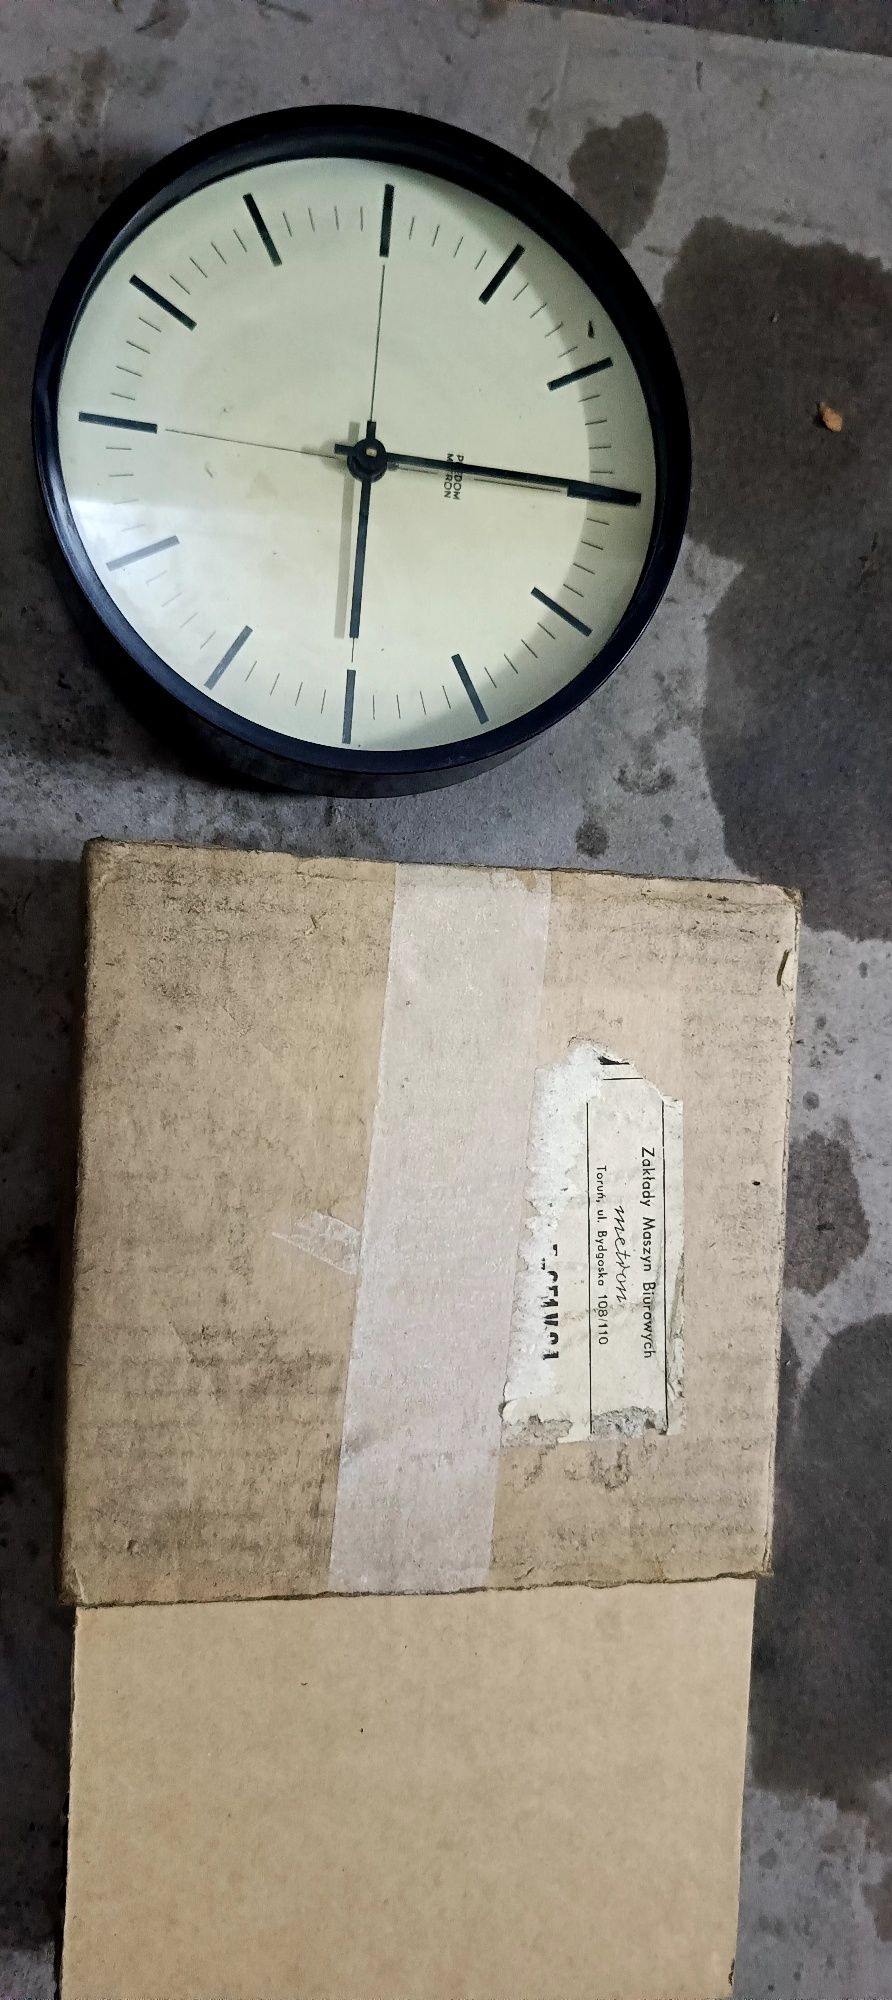 PREDOM
METRON
Zakłady Maszyn Biurowych
metron
Toruń, ul. Bydgoska 108/110